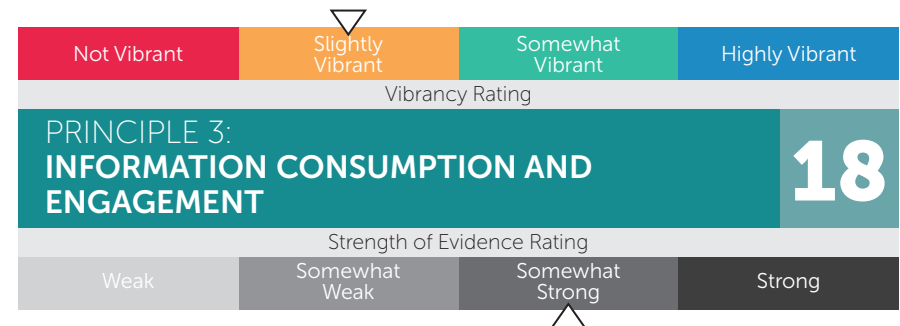 Not Vibrant
Slightly
Vibrant
Somewhat
Vibrant
Highly Vibrant
Vibrancy Rating
PRINCIPLE 3:
INFORMATION CONSUMPTION AND
ENGAGEMENT
18
Strength of Evidence Rating
Weak
Somewhat
Weak
Somewhat
Strong
Strong